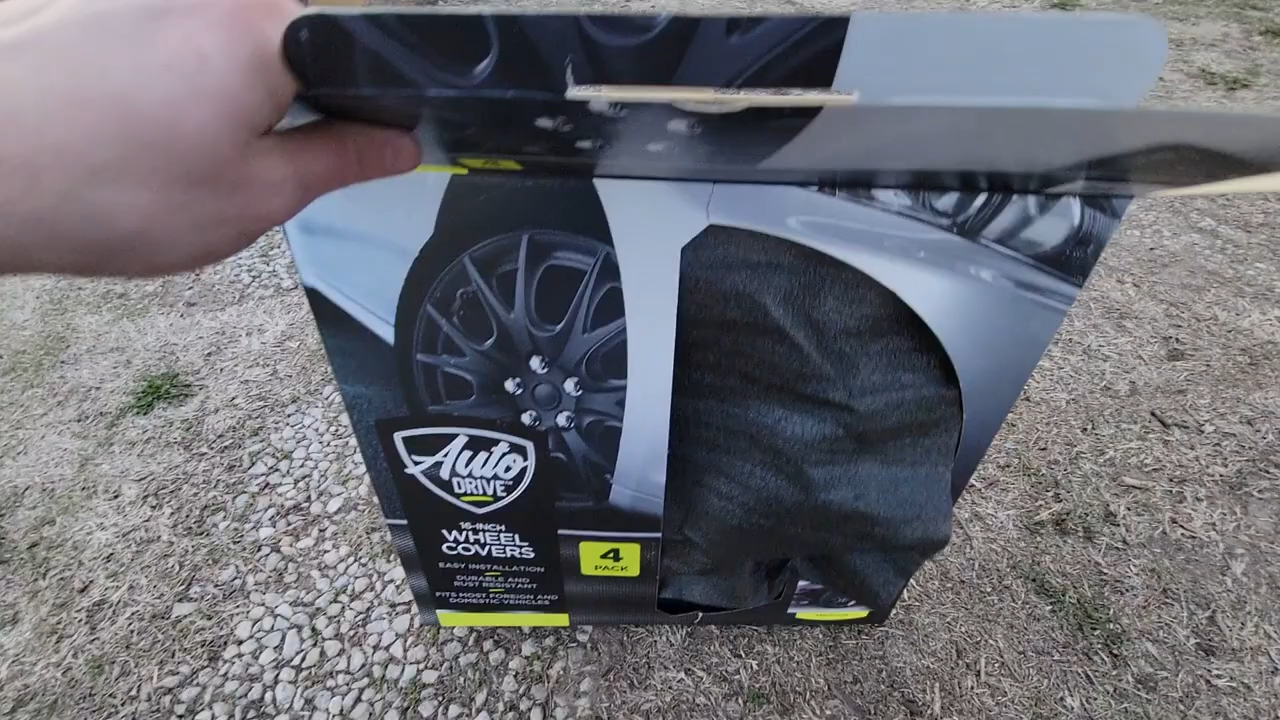 Auto
DRIVE
16-INCH
WHEEL
COVERS
EASY INSTALLATION
DURABLE AND
RUST RESISTANT
FITS MOST FOREIGN AND
DOMESTIC VEHICLES
4
PACK